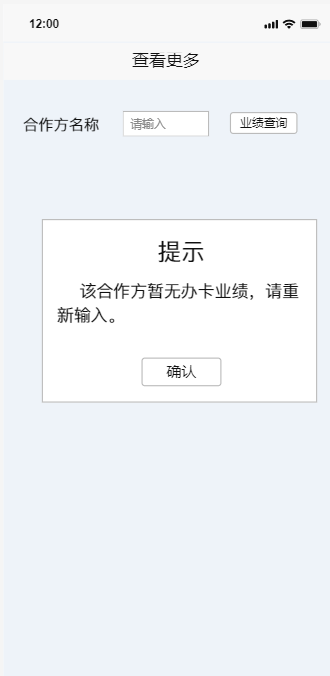 12:00
查看更多
合作方名称 请输入 业绩查询
提示
该合作方暂无办卡业绩，请重
新输入。
确认